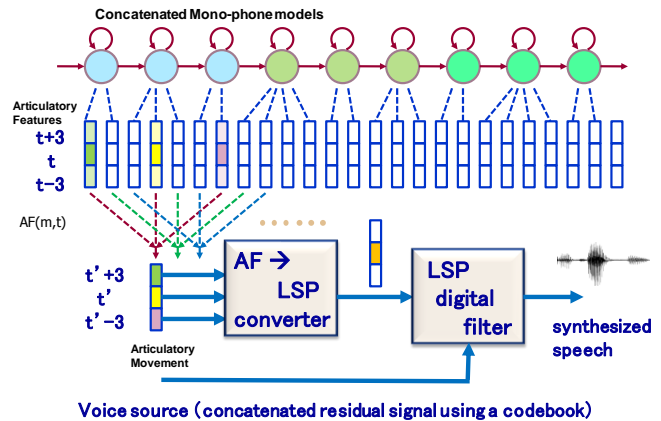 Concatenated Mono-phone models
Articulatory
Features
t+3
t
t-3
AF(m,t)
t'+3
t'
t'-3
AF →
LSP
converter
LSP
digital
filter
synthesized
speech
Articulatory
Movement
Voice source (concatenated residual signal using a codebook)